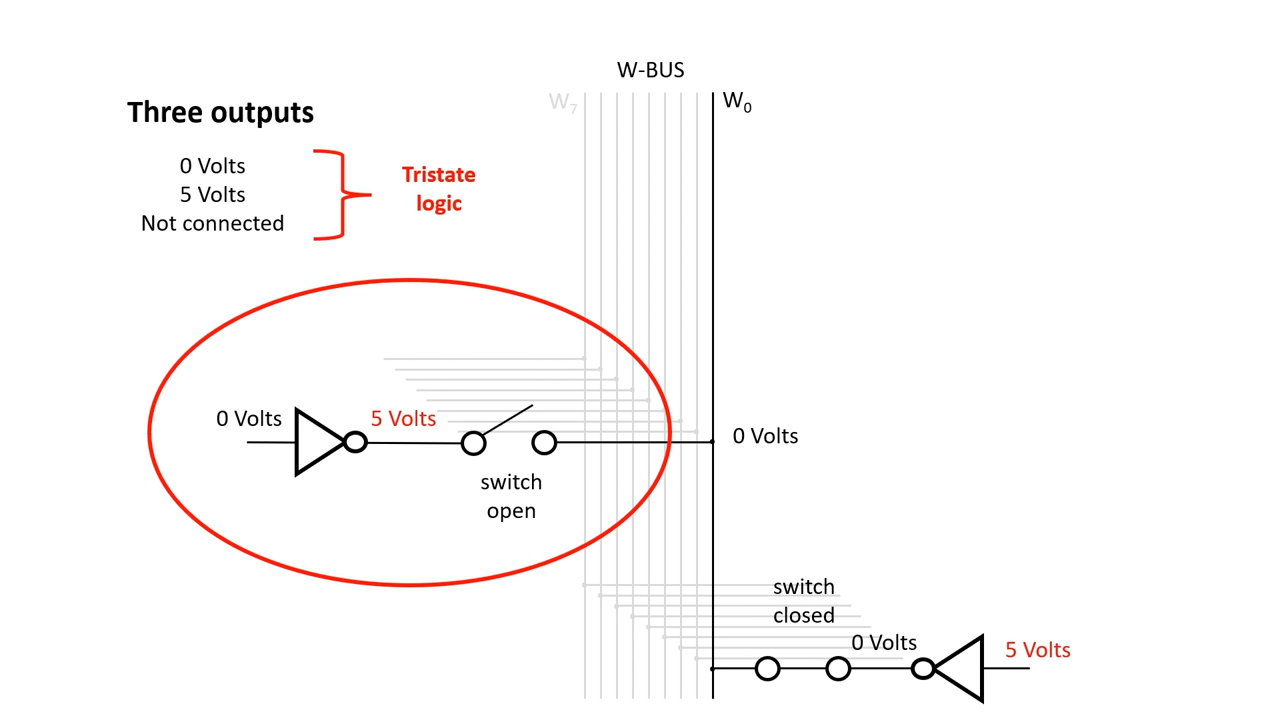 W-BUS
W7
W0
Three outputs
0 Volts
5 Volts
Not connected
Tristate
logic
0 Volts
5 Volts
0 Volts
switch
open
switch
closed
0 Volts
5 Volts